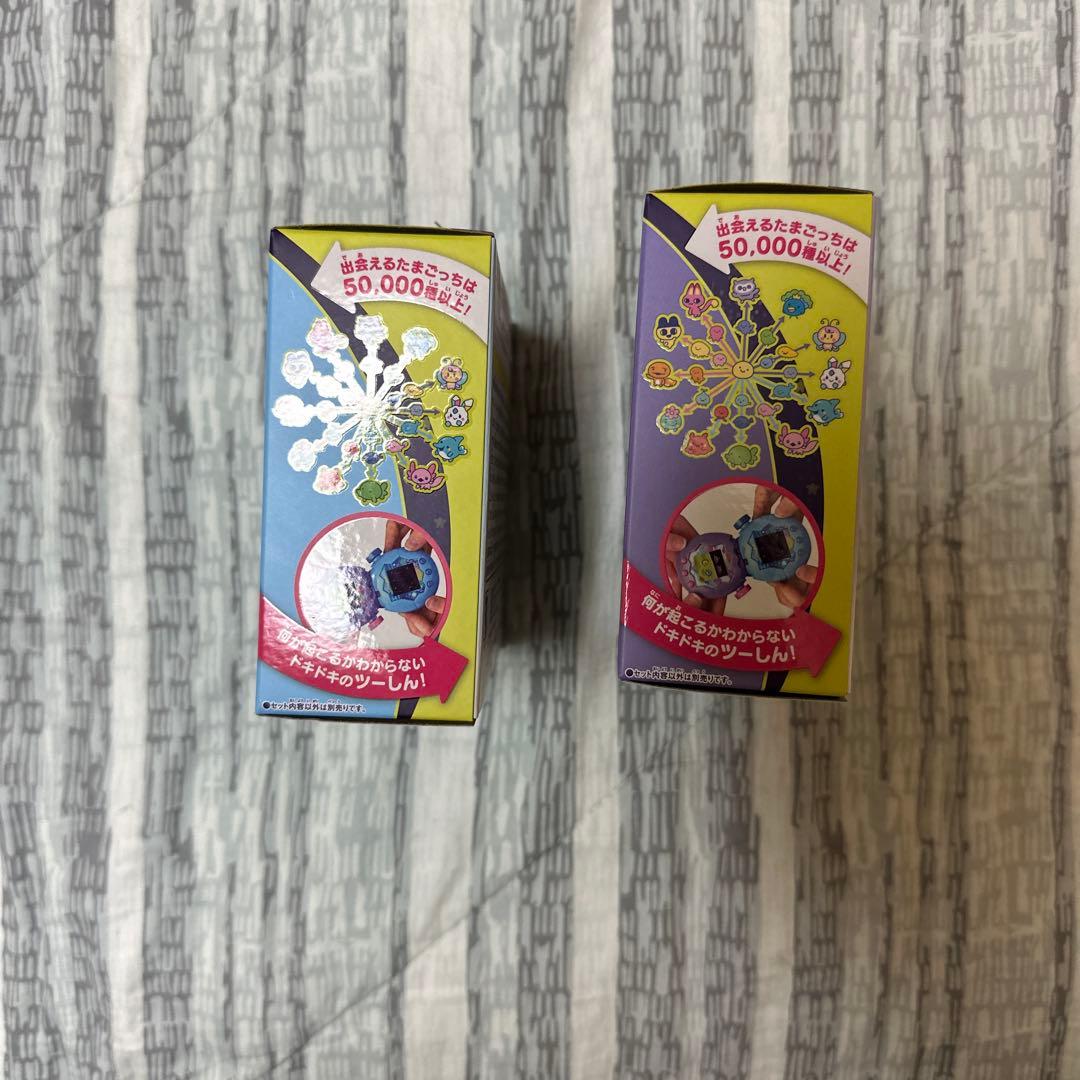 出会えるたまごっちは
50,000種以上!
何が起こるかわからない
ドキドキのツーしん!
●セット内容以外は別売りです。
出会えるたまごっちは
50,000種以上!
何が起こるかわからない
ドキドキのツーしん!
●セット内容以外は別売りです。